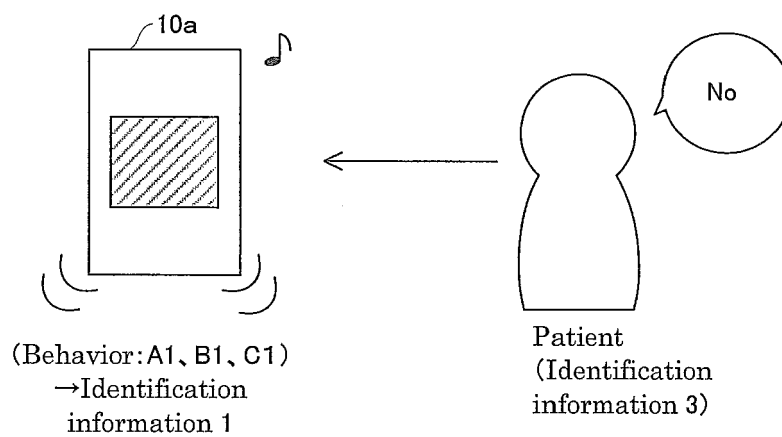 10a
No
(Behavior:A1、B1、C1)
→Identification
information 1
Patient
(Identification
information 3)